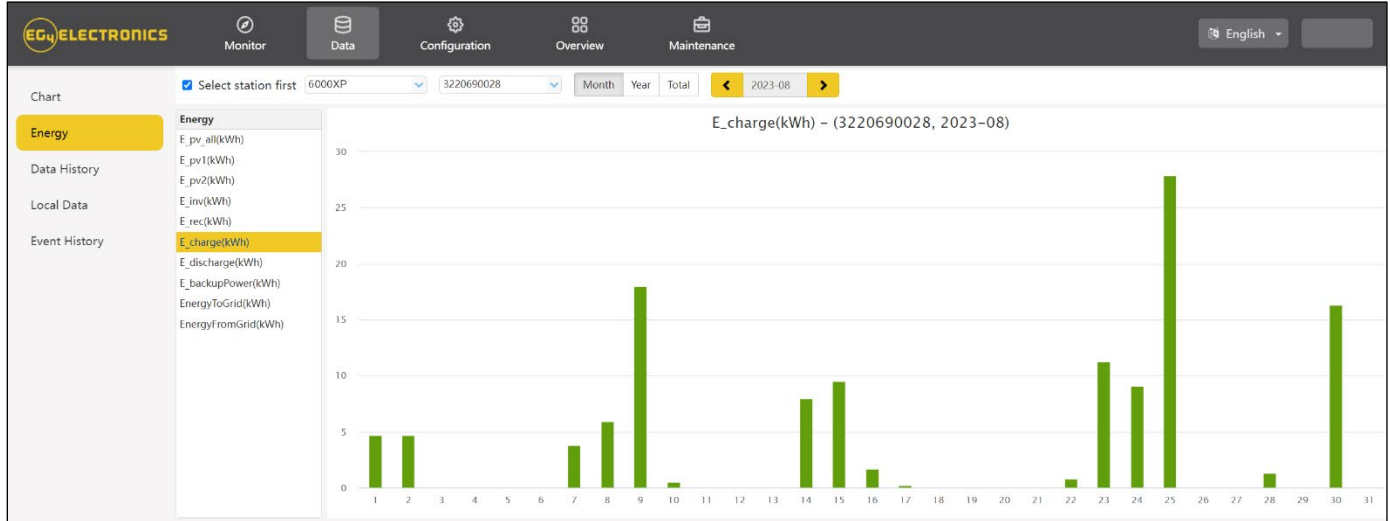 EG4 ELECTRONICS
Monitor
Data
Configuration
Overview
Maintenance
English
Chart
Energy
Data History
Local Data
Event History
Select station first 6000XP 3220690028 Month Year Total 2023-08
Energy
E_pv_all(kWh)
E_pv1(kWh)
E_pv2(kWh)
E_inv(kWh)
E_rec(kWh)
E_charge(kWh)
E_discharge(kWh)
E_backupPower(kWh)
EnergyToGrid(kWh)
EnergyFromGrid(kWh)
E_charge(kWh) - (3220690028, 2023-08)
30
25
20
15
10
5
0
1 2 3 4 5 6 7 8 9 10 11 12 13 14 15 16 17 18 19 20 21 22 23 24 25 26 27 28 29 30 31